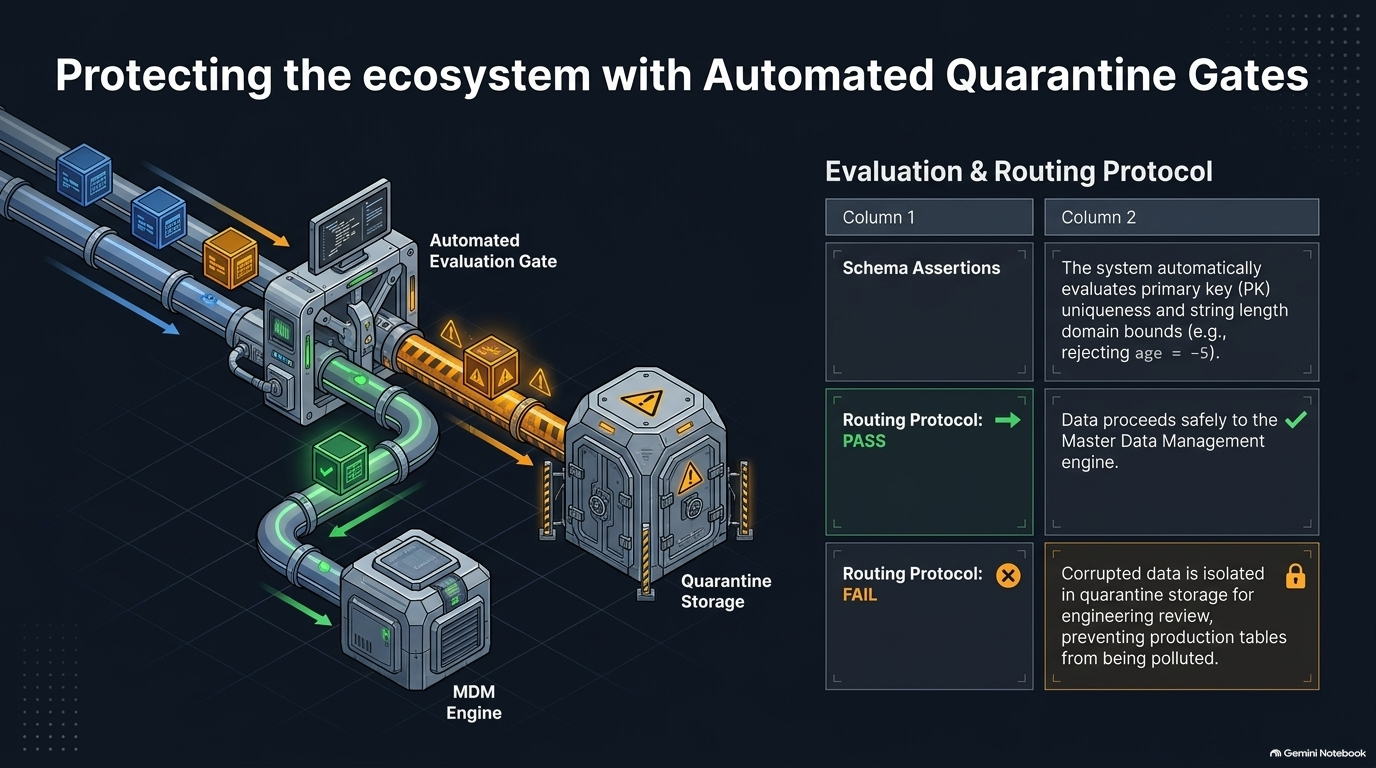 Protecting the ecosystem with Automated Quarantine Gates
Automated
Evaluation Gate
Quarantine
Storage
MDM
Engine
Evaluation & Routing Protocol
Column 1
Column 2
Schema Assertions
The system automatically
evaluates primary key (PK)
uniqueness and string length
domain bounds (e.g.,
rejecting age = -5).
Routing Protocol:
PASS
Data proceeds safely to the
Master Data Management
engine.
Routing Protocol:
FAIL
Corrupted data is isolated
in quarantine storage for
engineering review,
preventing production tables
from being polluted.
Gemini Notebook